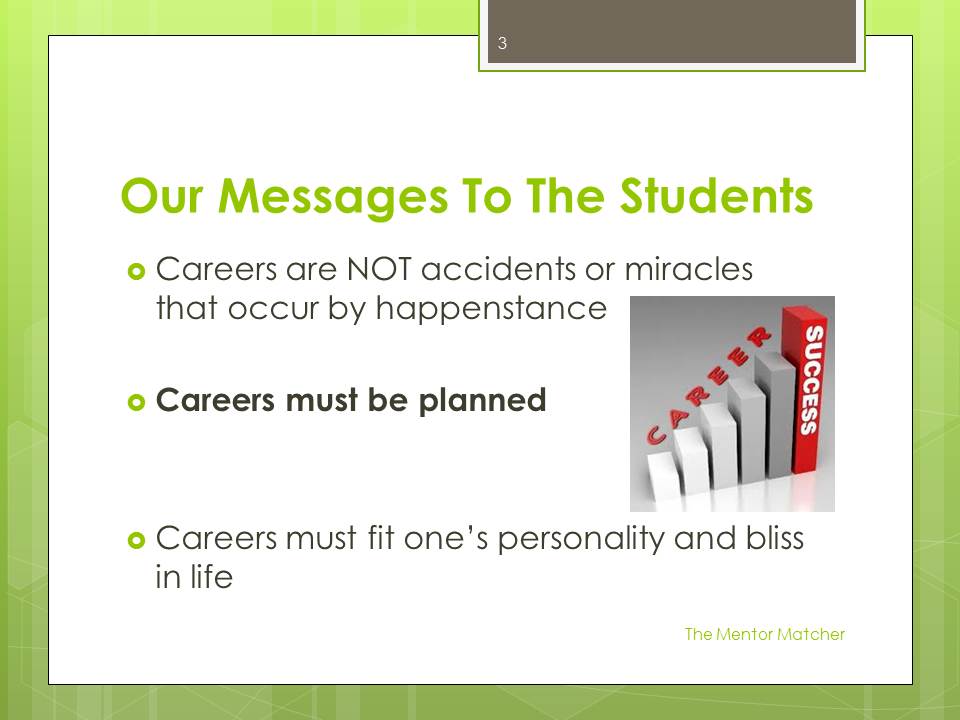 3
Our Messages To The Students
Careers are NOT accidents or miracles
that occur by happenstance
CAREER
SUCCESS
Careers must be planned
Careers must fit one’s personality and bliss
in life
The Mentor Matcher